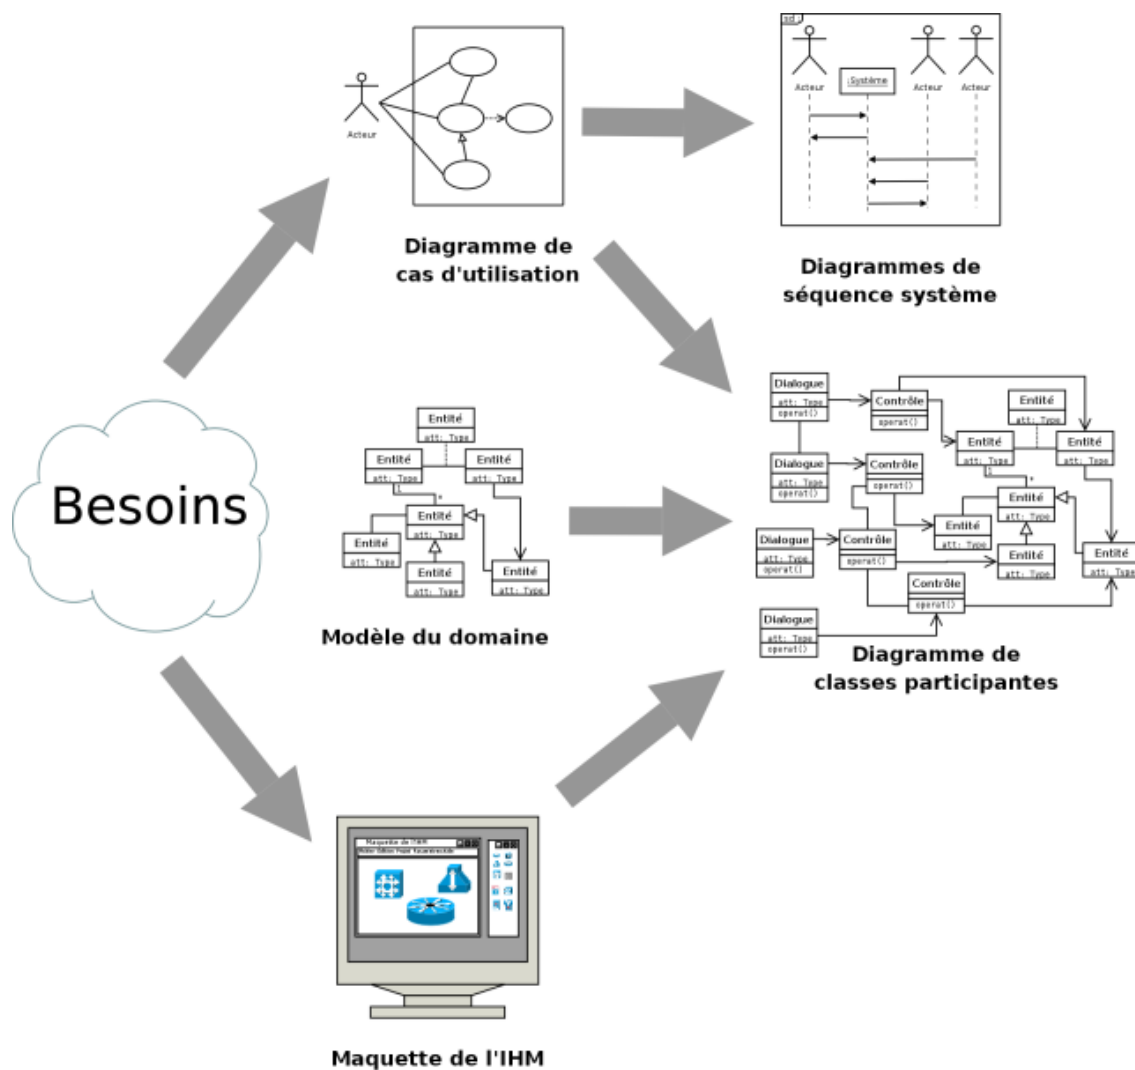 Acteur
Diagramme de
cas d'utilisation
sd
Acteur
:Système
Acteur
Acteur
Diagrammes de
séquence système
Besoins
Entité
att: Type
Entité
att: Type
Entité
att: Type
1
*
Entité
att: Type
Entité
att: Type
Entité
att: Type
Entité
att: Type
Modèle du domaine
Dialogue
att: Type
operat()
Contrôle
operat()
Entité
att: Type
Entité
att: Type
Entité
att: Type
1
*
Dialogue
att: Type
operat()
Contrôle
operat()
Entité
att: Type
Entité
att: Type
Dialogue
att: Type
operat()
Contrôle
operat()
Entité
att: Type
Entité
att: Type
Contrôle
operat()
Dialogue
att: Type
operat()
Diagramme de
classes participantes
Maquette de l'IHM
Maquette de l'IHM